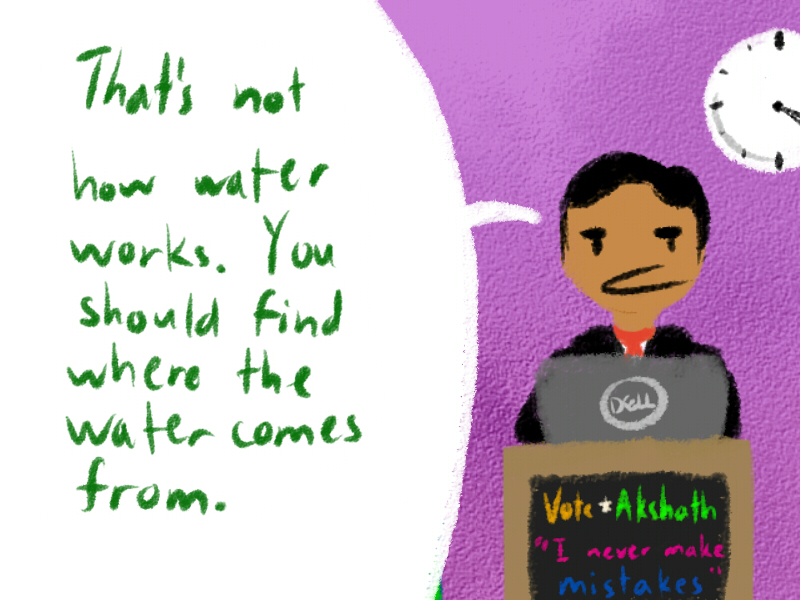 That's not
how water
works. You
should find
where the
water comes
from.
DELL
Vote * Akshath
"I never make
mistakes"